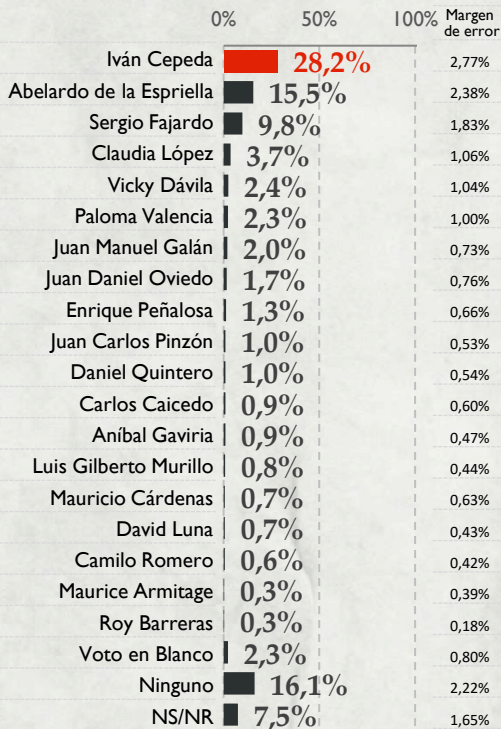 0% 50% 100% Margen
de error
Iván Cepeda 28,2% 2,77%
Abelardo de la Espriella 15,5% 2,38%
Sergio Fajardo 9,8% 1,83%
Claudia López 3,7% 1,06%
Vicky Dávila 2,4% 1,04%
Paloma Valencia 2,3% 1,00%
Juan Manuel Galán 2,0% 0,73%
Juan Daniel Oviedo 1,7% 0,76%
Enrique Peñalosa 1,3% 0,66%
Juan Carlos Pinzón 1,0% 0,53%
Daniel Quintero 1,0% 0,54%
Carlos Caicedo 0,9% 0,60%
Aníbal Gaviria 0,9% 0,47%
Luis Gilberto Murillo 0,8% 0,44%
Mauricio Cárdenas 0,7% 0,63%
David Luna 0,7% 0,43%
Camilo Romero 0,6% 0,42%
Maurice Armitage 0,3% 0,39%
Roy Barreras 0,3% 0,18%
Voto en Blanco 2,3% 0,80%
Ninguno 16,1% 2,22%
NS/NR 7,5% 1,65%